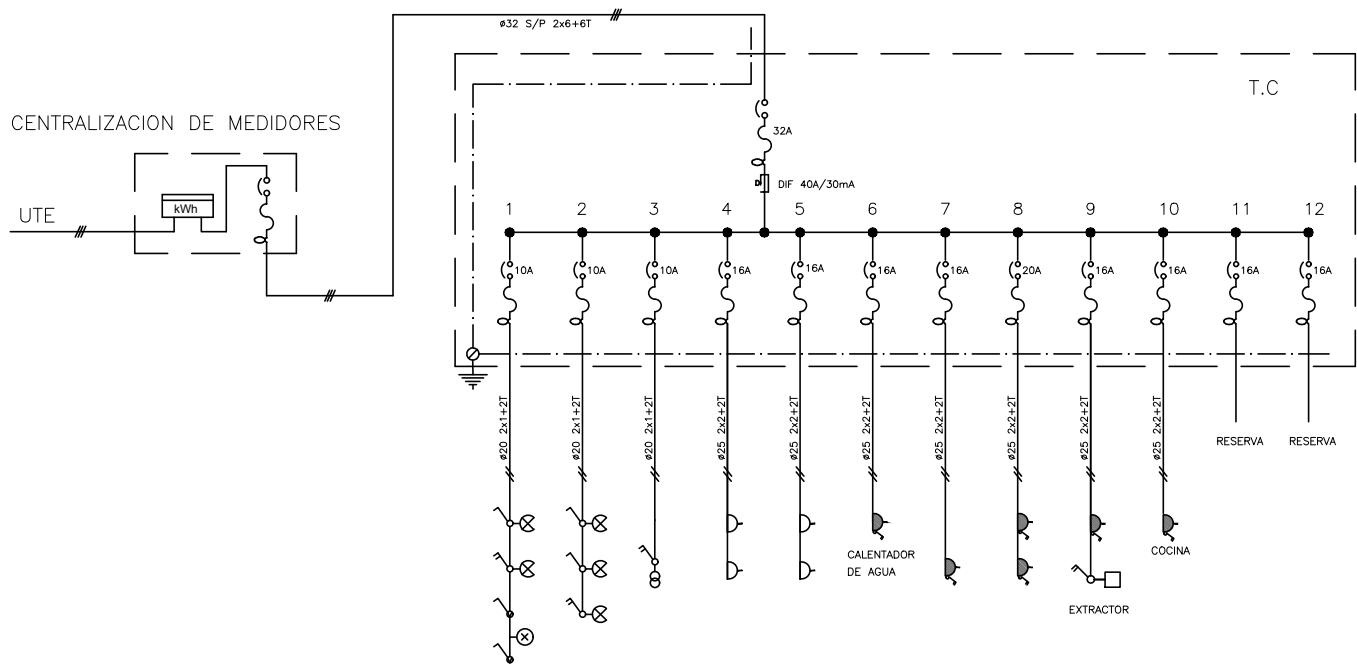 ø32 S/P 2x6+6T
T.C
CENTRALIZACION DE MEDIDORES
32A
DIF 40A/30mA
kWh
UTE
1 2 3 4 5 6 7 8 9 10 11 12
10A 10A 10A 16A 16A 16A 16A 20A 16A 16A 16A 16A
ø20 2x1+2T
ø20 2x1+2T
ø20 2x1+2T
ø25 2x2+2T
ø25 2x2+2T
ø25 2x2+2T
ø25 2x2+2T
ø25 2x2+2T
ø25 2x2+2T
ø25 2x2+2T
RESERVA
RESERVA
CALENTADOR
DE AGUA
COCINA
EXTRACTOR